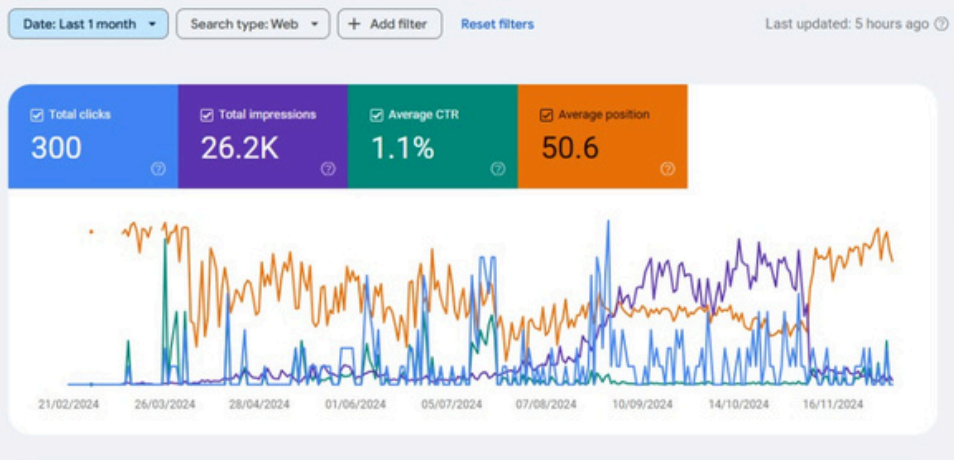 Date: Last 1 month Search type: Web + Add filter Reset filters Last updated: 5 hours ago
Total clicks Total impressions Average CTR Average position
300 26.2K 1.1% 50.6
21/02/2024 26/03/2024 28/04/2024 01/06/2024 05/07/2024 07/08/2024 10/09/2024 14/10/2024 16/11/2024